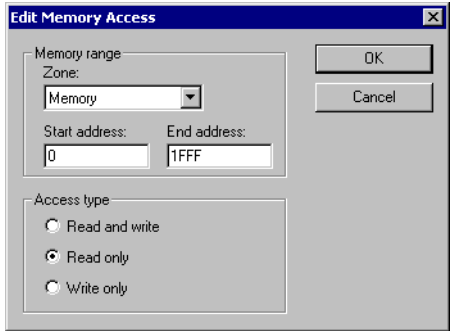 Edit Memory Access
Memory range
Zone:
Memory
Start address:
End address:
0
1FFF
Access type
Read and write
Read only
Write only
OK
Cancel